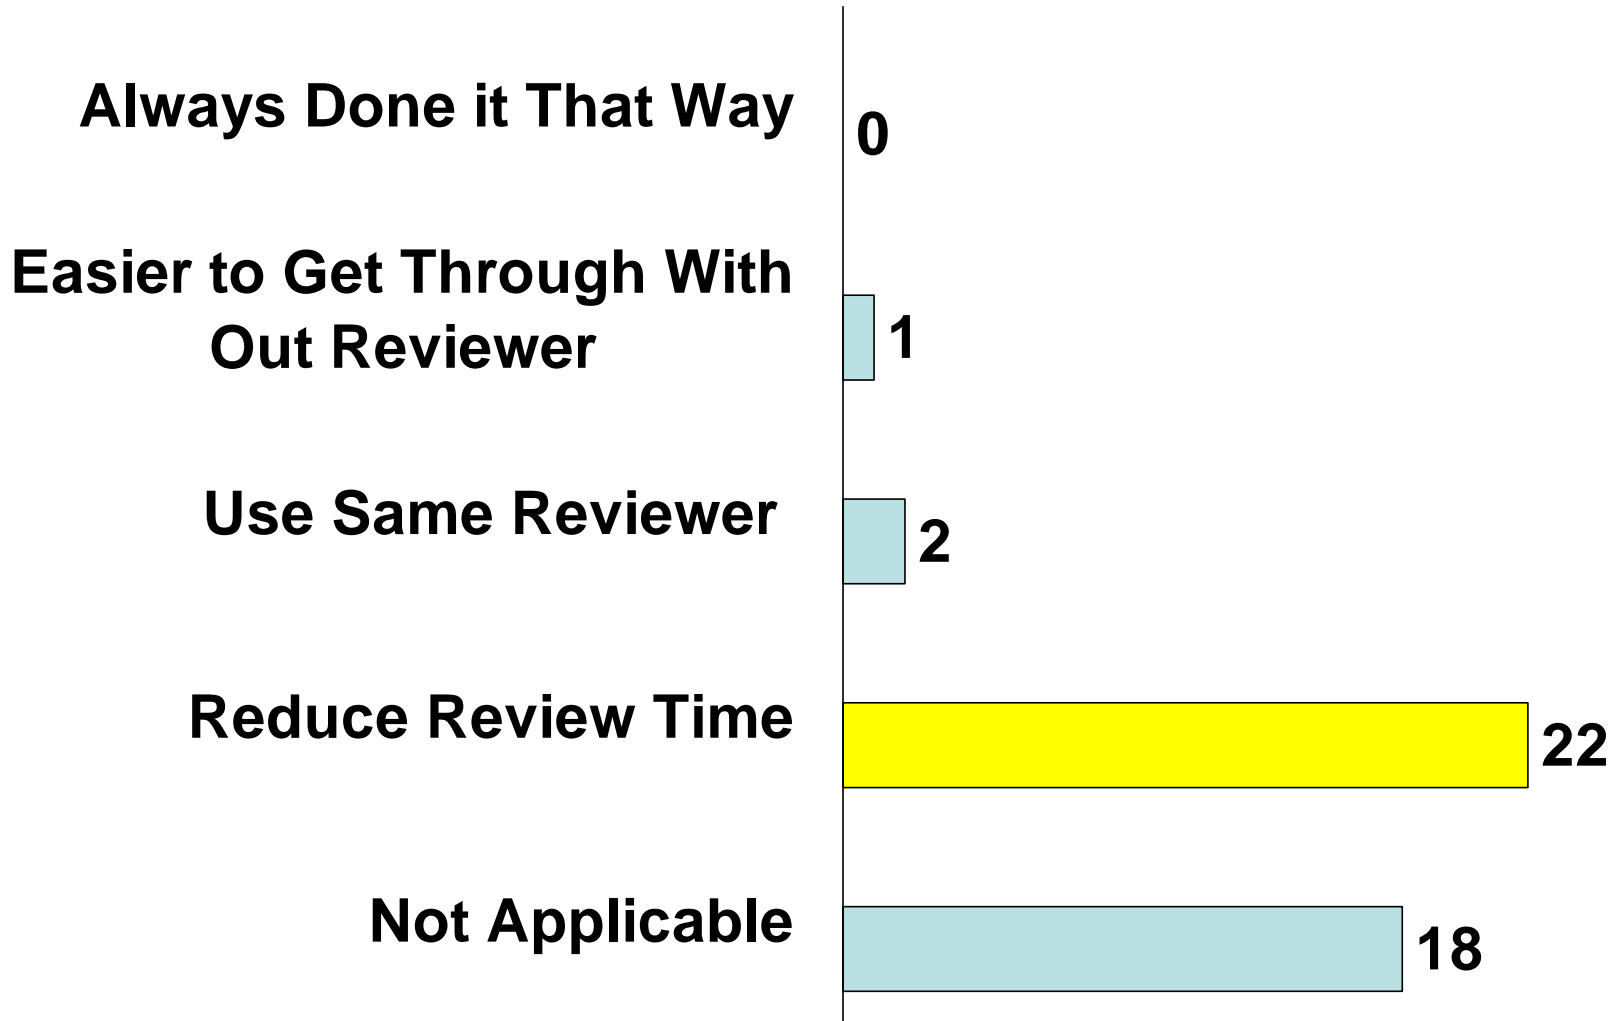 Always Done it That Way
0
Easier to Get Through With
Out Reviewer
1
Use Same Reviewer
2
Reduce Review Time
22
Not Applicable
18